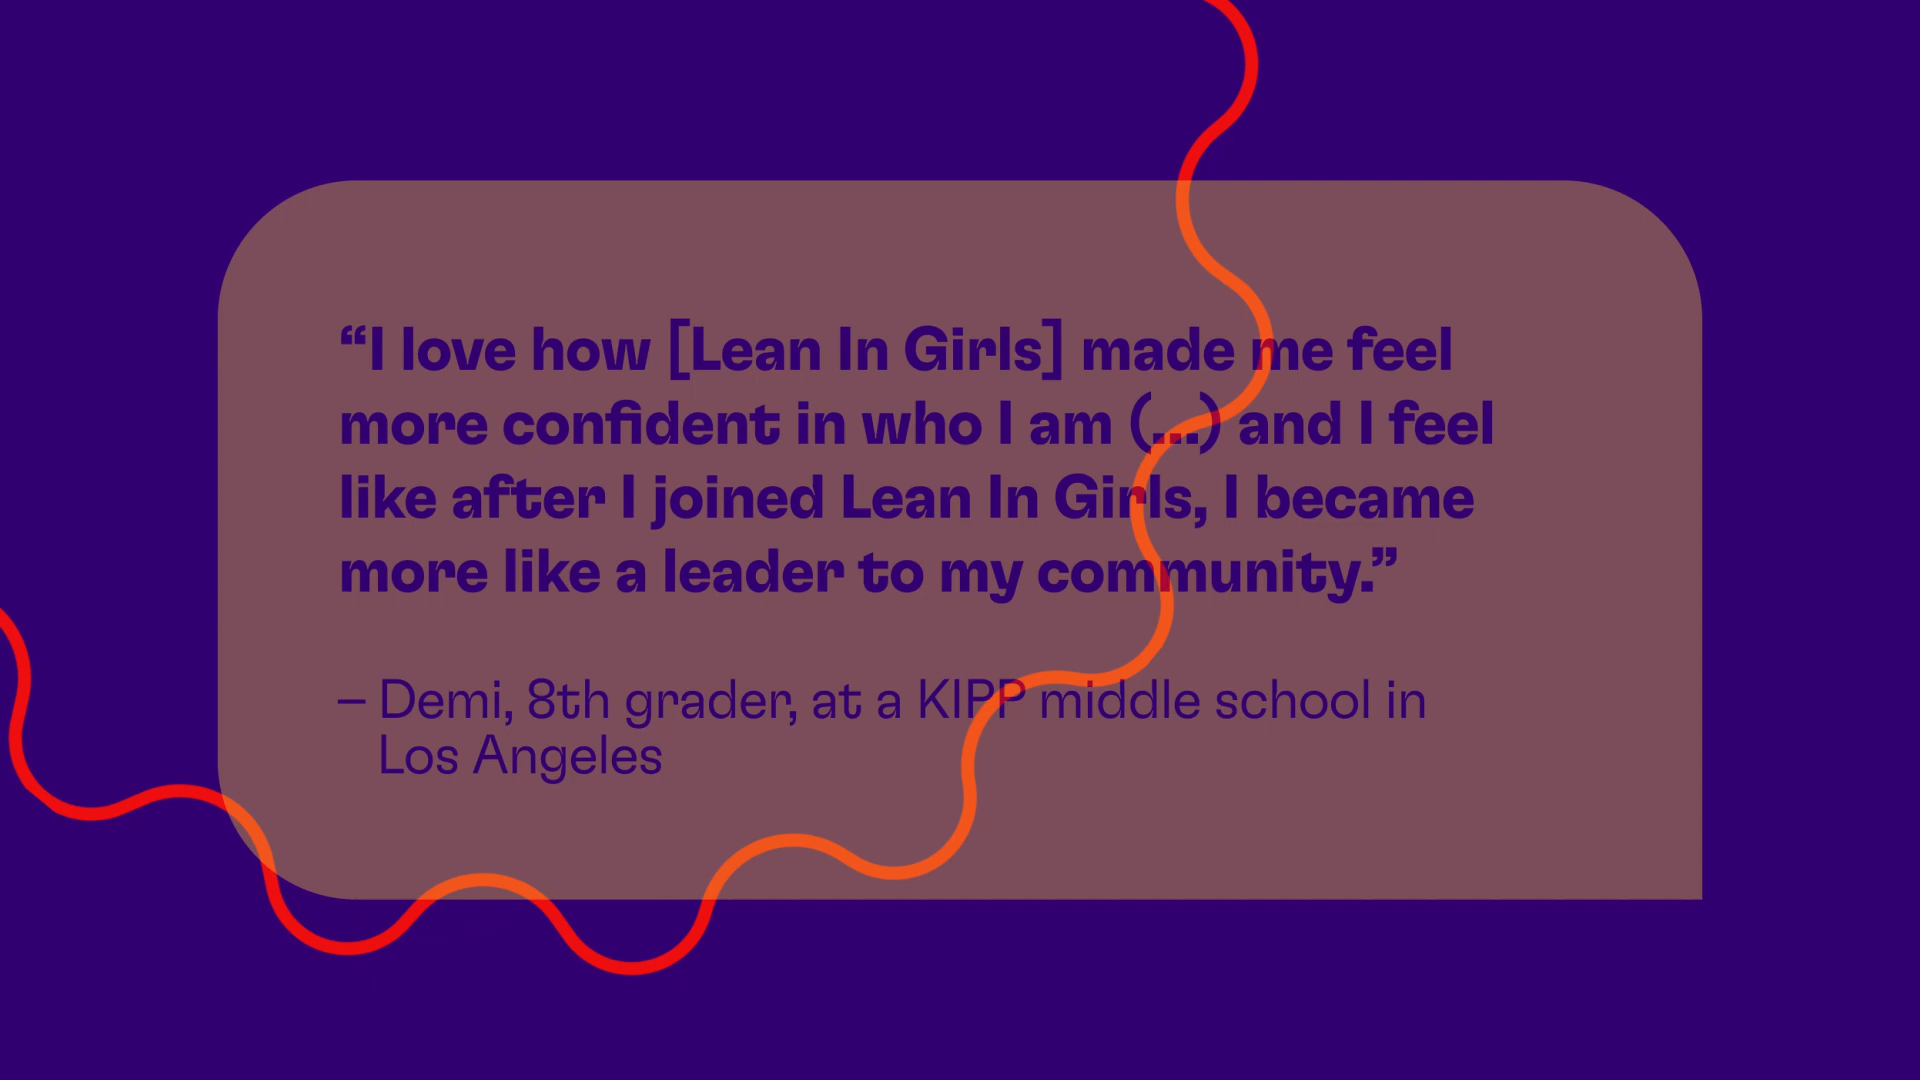 “I love how [Lean In Girls] made me feel
more confident in who I am (...) and I feel
like after I joined Lean In Girls, I became
more like a leader to my community.”
– Demi, 8th grader, at a KIPP middle school in
Los Angeles